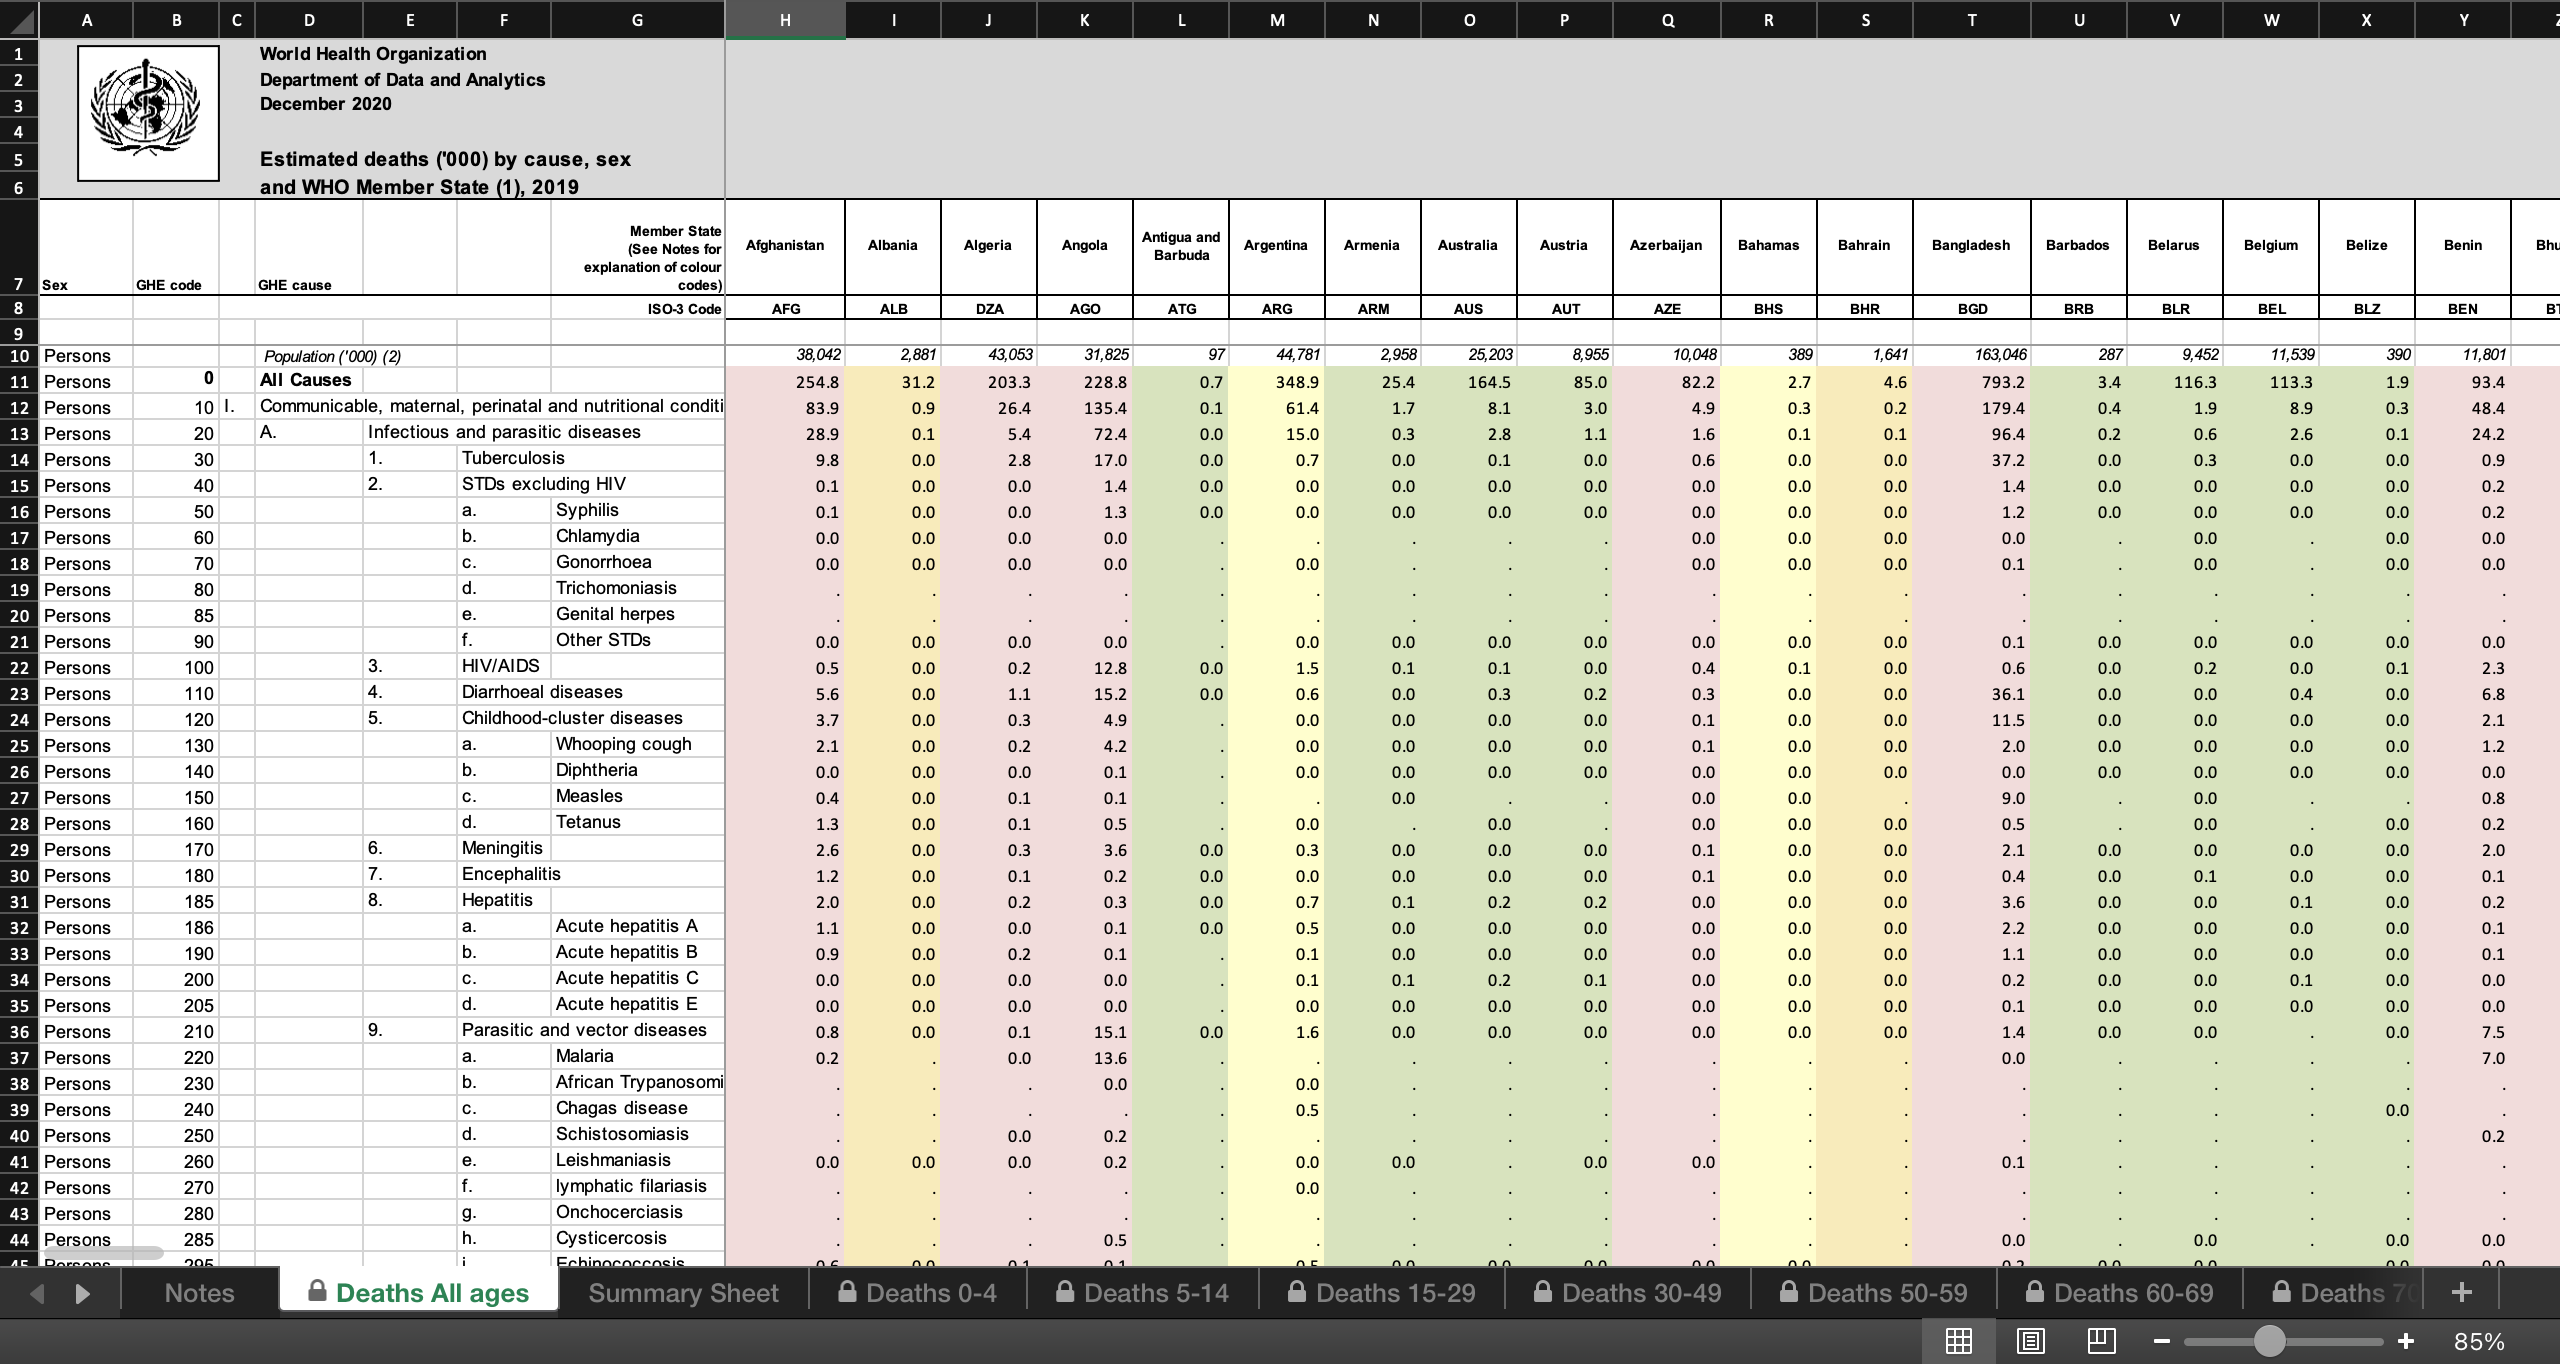 A B C D E F G H I J K L M N O P Q R S T U V W X Y
1 World Health Organization
2 Department of Data and Analytics
3 December 2020
4
5 Estimated deaths ('000) by cause, sex
6 and WHO Member State (1), 2019
7 Sex GHE code GHE cause Member State (See Notes for explanation of colour codes) Afghanistan Albania Algeria Angola Antigua and Barbuda Argentina Armenia Australia Austria Azerbaijan Bahamas Bahrain Bangladesh Barbados Belarus Belgium Belize Benin Bhu
8 ISO-3 Code AFG ALB DZA AGO ATG ARG ARM AUS AUT AZE BHS BHR BGD BRB BLR BEL BLZ BEN
9
10 Persons Population ('000) (2) 38,042 2,881 43,053 31,825 97 44,781 2,958 25,203 8,955 10,048 389 1,641 163,046 287 9,452 11,539 390 11,801
11 Persons 0 All Causes 254.8 31.2 203.3 228.8 0.7 348.9 25.4 164.5 85.0 82.2 2.7 4.6 793.2 3.4 116.3 113.3 1.9 93.4
12 Persons 10 I. Communicable, maternal, perinatal and nutritional conditi 83.9 0.9 26.4 135.4 0.1 61.4 1.7 8.1 3.0 4.9 0.3 0.2 179.4 0.4 1.9 8.9 0.3 48.4
13 Persons 20 A. Infectious and parasitic diseases 28.9 0.1 5.4 72.4 0.0 15.0 0.3 2.8 1.1 1.6 0.1 0.1 96.4 0.2 0.6 2.6 0.1 24.2
14 Persons 30 1. Tuberculosis 9.8 0.0 2.8 17.0 0.0 0.7 0.0 0.1 0.0 0.6 0.0 0.0 37.2 0.0 0.3 0.0 0.0 0.9
15 Persons 40 2. STDs excluding HIV 0.1 0.0 0.0 1.4 0.0 0.0 0.0 0.0 0.0 0.0 0.0 0.0 1.4 0.0 0.0 0.0 0.0 0.2
16 Persons 50 a. Syphilis 0.1 0.0 0.0 1.3 0.0 0.0 0.0 0.0 0.0 0.0 0.0 0.0 1.2 0.0 0.0 0.0 0.0 0.2
17 Persons 60 b. Chlamydia 0.0 0.0 0.0 0.0 . . . . . 0.0 0.0 0.0 0.0 . 0.0 . 0.0 0.0
18 Persons 70 c. Gonorrhoea 0.0 0.0 0.0 0.0 . 0.0 . . . 0.0 0.0 0.0 0.1 . 0.0 . 0.0 0.0
19 Persons 80 d. Trichomoniasis . . . . . . . . . . . . . . . . . .
20 Persons 85 e. Genital herpes . . . . . . . . . . . . . . . . . .
21 Persons 90 f. Other STDs 0.0 0.0 0.0 0.0 . 0.0 0.0 0.0 0.0 0.0 0.0 0.0 0.1 0.0 0.0 0.0 0.0 0.0
22 Persons 100 3. HIV/AIDS 0.5 0.0 0.2 12.8 0.0 1.5 0.1 0.1 0.0 0.4 0.1 0.0 0.6 0.0 0.2 0.0 0.1 2.3
23 Persons 110 4. Diarrhoeal diseases 5.6 0.0 1.1 15.2 0.0 0.6 0.0 0.3 0.2 0.3 0.0 0.0 36.1 0.0 0.0 0.4 0.0 6.8
24 Persons 120 5. Childhood-cluster diseases 3.7 0.0 0.3 4.9 . 0.0 0.0 0.0 0.0 0.1 0.0 0.0 11.5 0.0 0.0 0.0 0.0 2.1
25 Persons 130 a. Whooping cough 2.1 0.0 0.2 4.2 . 0.0 0.0 0.0 0.0 0.1 0.0 0.0 2.0 0.0 0.0 0.0 0.0 1.2
26 Persons 140 b. Diphtheria 0.0 0.0 0.0 0.1 . 0.0 0.0 0.0 0.0 0.0 0.0 0.0 0.0 0.0 0.0 0.0 0.0 0.0
27 Persons 150 c. Measles 0.4 0.0 0.1 0.1 . . 0.0 . . 0.0 0.0 . 9.0 . 0.0 . . 0.8
28 Persons 160 d. Tetanus 1.3 0.0 0.1 0.5 . 0.0 . 0.0 . 0.0 0.0 0.0 0.5 . 0.0 . 0.0 0.2
29 Persons 170 6. Meningitis 2.6 0.0 0.3 3.6 0.0 0.3 0.0 0.0 0.0 0.1 0.0 0.0 2.1 0.0 0.0 0.0 0.0 2.0
30 Persons 180 7. Encephalitis 1.2 0.0 0.1 0.2 0.0 0.0 0.0 0.0 0.0 0.1 0.0 0.0 0.4 0.0 0.1 0.0 0.0 0.1
31 Persons 185 8. Hepatitis 2.0 0.0 0.2 0.3 0.0 0.7 0.1 0.2 0.2 0.0 0.0 0.0 3.6 0.0 0.0 0.1 0.0 0.2
32 Persons 186 a. Acute hepatitis A 1.1 0.0 0.0 0.1 0.0 0.5 0.0 0.0 0.0 0.0 0.0 0.0 2.2 0.0 0.0 0.0 0.0 0.1
33 Persons 190 b. Acute hepatitis B 0.9 0.0 0.2 0.1 . 0.1 0.0 0.0 0.0 0.0 0.0 0.0 1.1 0.0 0.0 0.0 0.0 0.1
34 Persons 200 c. Acute hepatitis C 0.0 0.0 0.0 0.0 . 0.1 0.1 0.2 0.1 0.0 0.0 0.0 0.2 0.0 0.0 0.1 0.0 0.0
35 Persons 205 d. Acute hepatitis E 0.0 0.0 0.0 0.0 . 0.0 0.0 0.0 0.0 0.0 0.0 0.0 0.1 0.0 0.0 0.0 0.0 0.0
36 Persons 210 9. Parasitic and vector diseases 0.8 0.0 0.1 15.1 0.0 1.6 0.0 0.0 0.0 0.0 0.0 0.0 1.4 0.0 0.0 . 0.0 7.5
37 Persons 220 a. Malaria 0.2 . 0.0 13.6 . . . . . . . . 0.0 . . . . 7.0
38 Persons 230 b. African Trypanosomi . . . 0.0 . 0.0 . . . . . . . . . . . .
39 Persons 240 c. Chagas disease . . . . . 0.5 . . . . . . . . . . 0.0 .
40 Persons 250 d. Schistosomiasis . . 0.0 0.2 . . . . . . . . . . . . . 0.2
41 Persons 260 e. Leishmaniasis 0.0 0.0 0.0 0.2 . 0.0 0.0 . 0.0 0.0 . . 0.1 . . . . .
42 Persons 270 f. lymphatic filariasis . . . . . 0.0 . . . . . . . . . . . .
43 Persons 280 g. Onchocerciasis . . . . . . . . . . . . . . . . . .
44 Persons 285 h. Cysticercosis . . . 0.5 . . . . . . . . 0.0 . 0.0 . 0.0 0.0
45 Persons 295 i. Echinococcosis
Notes Deaths All ages Summary Sheet Deaths 0-4 Deaths 5-14 Deaths 15-29 Deaths 30-49 Deaths 50-59 Deaths 60-69 Deaths 70 +
− + 85%